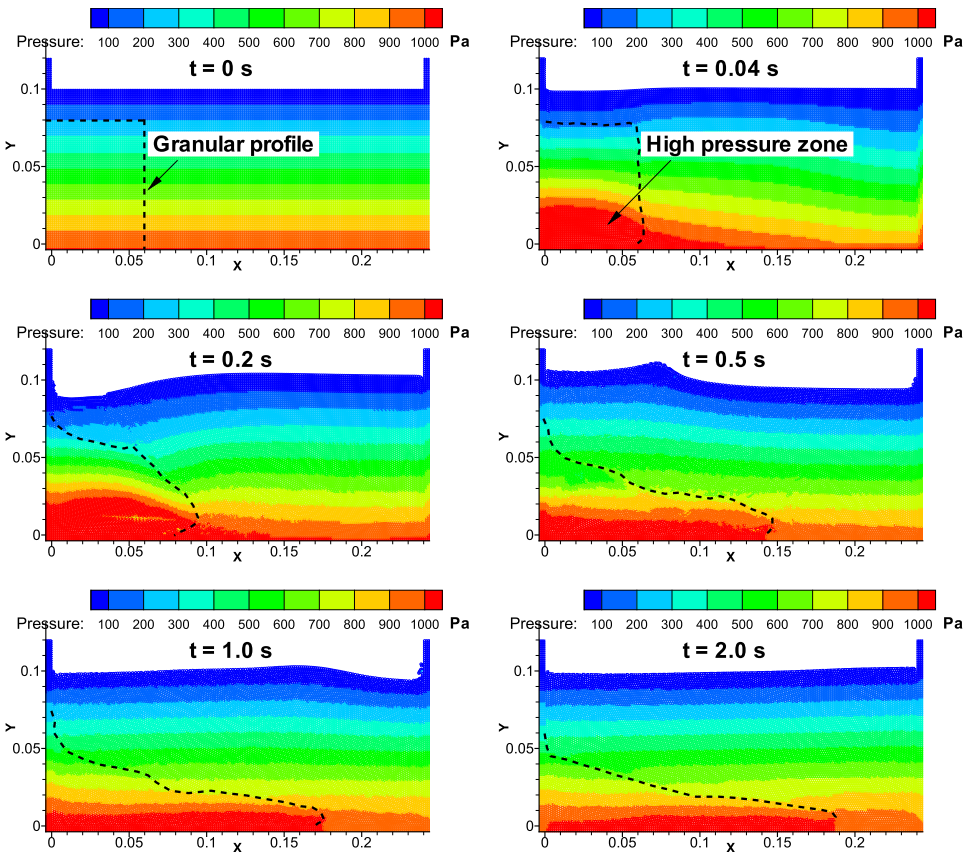 Pressure: 100 200 300 400 500 600 700 800 900 1000 Pa
t = 0 s
Granular profile
Y
0.1
0.05
0
0 0.05 0.1 0.15 0.2
X
Pressure: 100 200 300 400 500 600 700 800 900 1000 Pa
t = 0.04 s
High pressure zone
Y
0.1
0.05
0
0 0.05 0.1 0.15 0.2
X
Pressure: 100 200 300 400 500 600 700 800 900 1000 Pa
t = 0.2 s
Y
0.1
0.05
0
0 0.05 0.1 0.15 0.2
X
Pressure: 100 200 300 400 500 600 700 800 900 1000 Pa
t = 0.5 s
Y
0.1
0.05
0
0 0.05 0.1 0.15 0.2
X
Pressure: 100 200 300 400 500 600 700 800 900 1000 Pa
t = 1.0 s
Y
0.1
0.05
0
0 0.05 0.1 0.15 0.2
X
Pressure: 100 200 300 400 500 600 700 800 900 1000 Pa
t = 2.0 s
Y
0.1
0.05
0
0 0.05 0.1 0.15 0.2
X